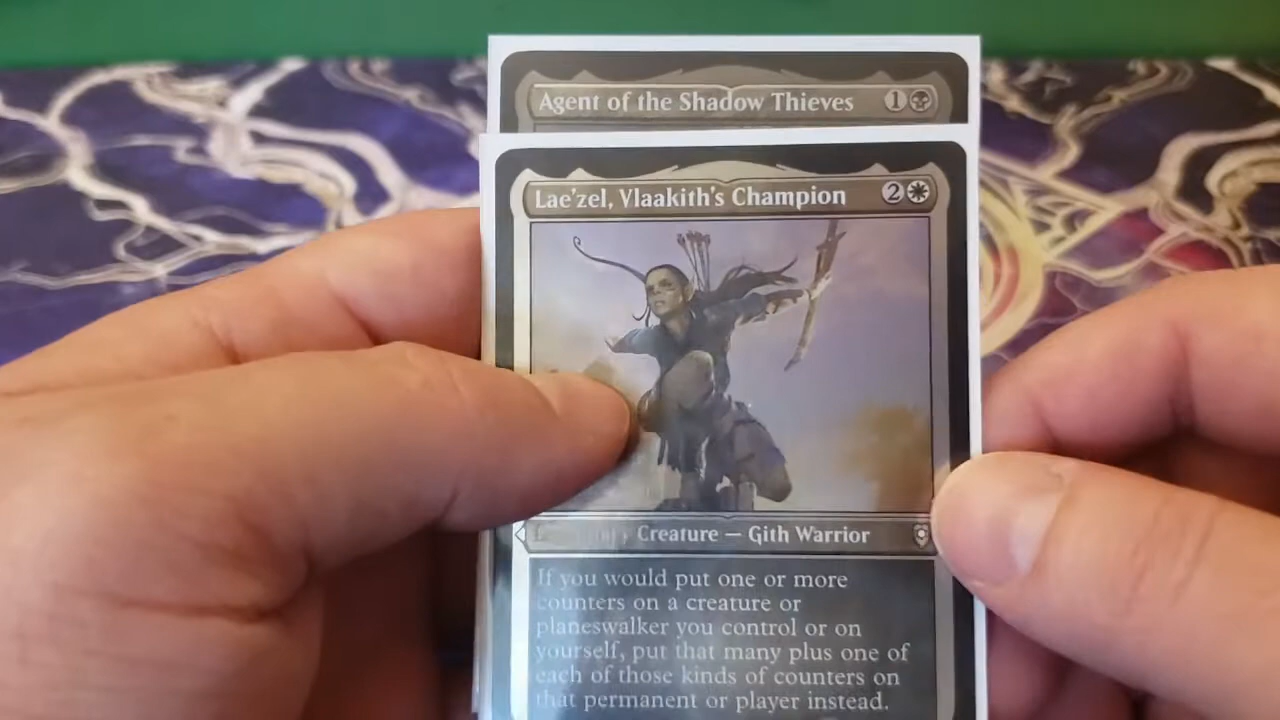 Agent of the Shadow Thieves 1
Lae'zel, Vlaakith's Champion 2
Creature — Gith Warrior
If you would put one or more
counters on a creature or
planeswalker you control or on
yourself, put that many plus one of
each of those kinds of counters on
that permanent or player instead.